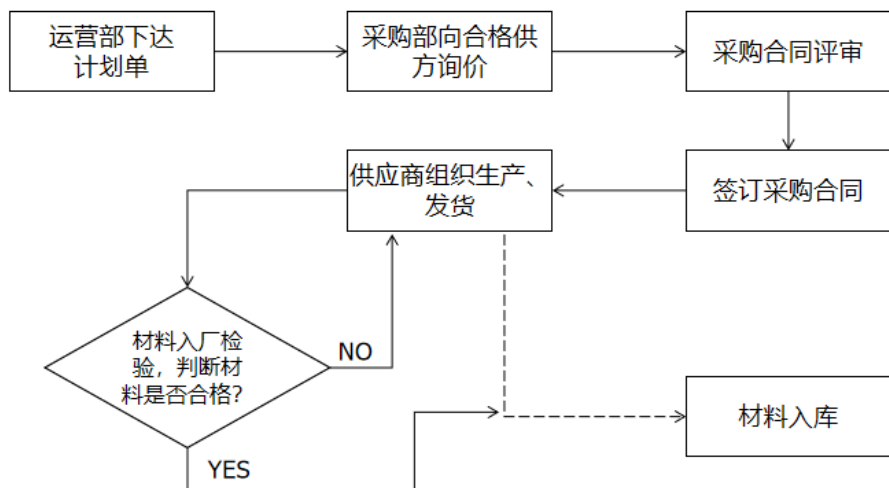 运营部下达
计划单
采购部向合格供
方询价
采购合同评审
供应商组织生产、
发货
签订采购合同
材料入厂检
验，判断材
料是否合格？
NO
材料入库
YES